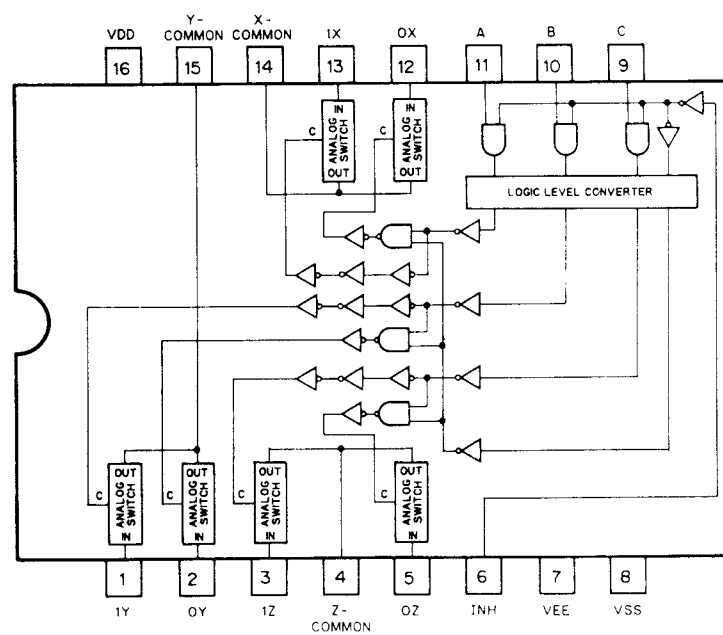 VDD
Y-
COMMON
X-
COMMON
1X
0X
A
B
C
16
15
14
13
12
11
10
9
IN
ANALOG
SWITCH
OUT
C
IN
ANALOG
SWITCH
OUT
C
LOGIC LEVEL CONVERTER
OUT
ANALOG
SWITCH
IN
C
OUT
ANALOG
SWITCH
IN
C
OUT
ANALOG
SWITCH
IN
C
OUT
ANALOG
SWITCH
IN
C
1
2
3
4
5
6
7
8
1Y
0Y
1Z
Z-
COMMON
0Z
INH
VEE
VSS